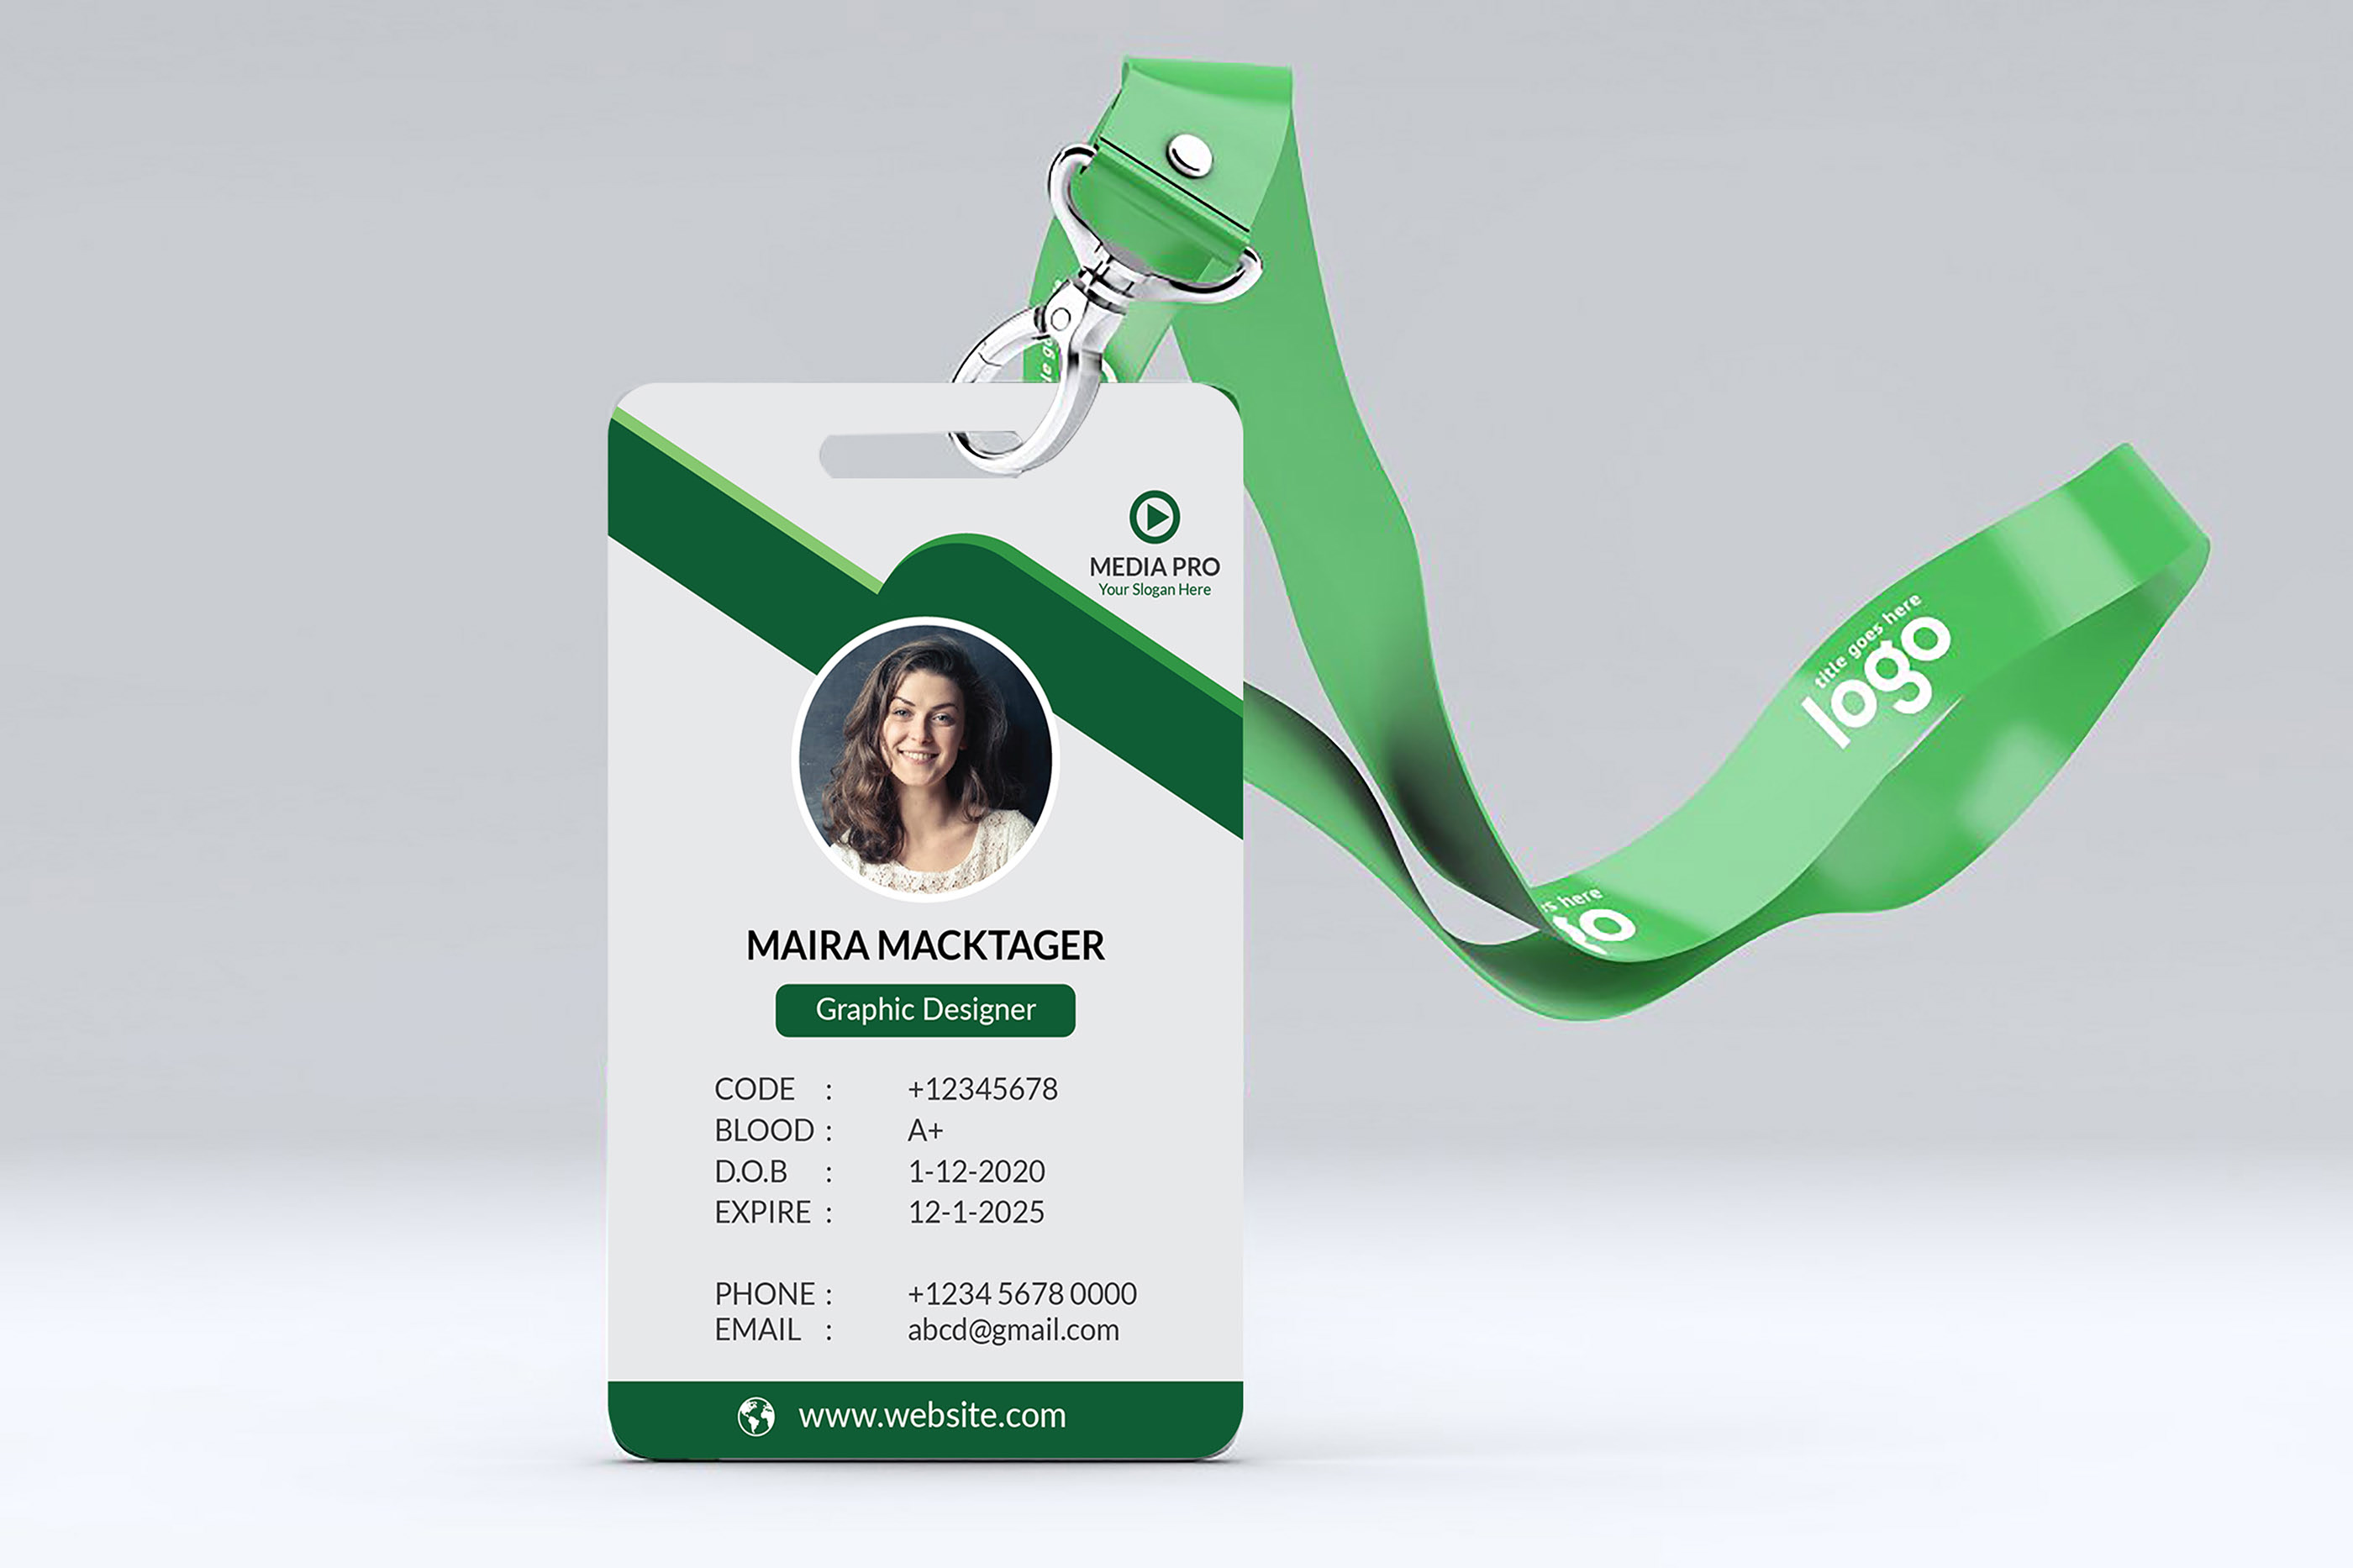 MEDIA PRO
Your Slogan Here
MAIRA MACKTAGER
Graphic Designer
CODE : +12345678
BLOOD : A+
D.O.B : 1-12-2020
EXPIRE : 12-1-2025
PHONE : +1234 5678 0000
EMAIL : abcd@gmail.com
www.website.com
title goes here
logo
here